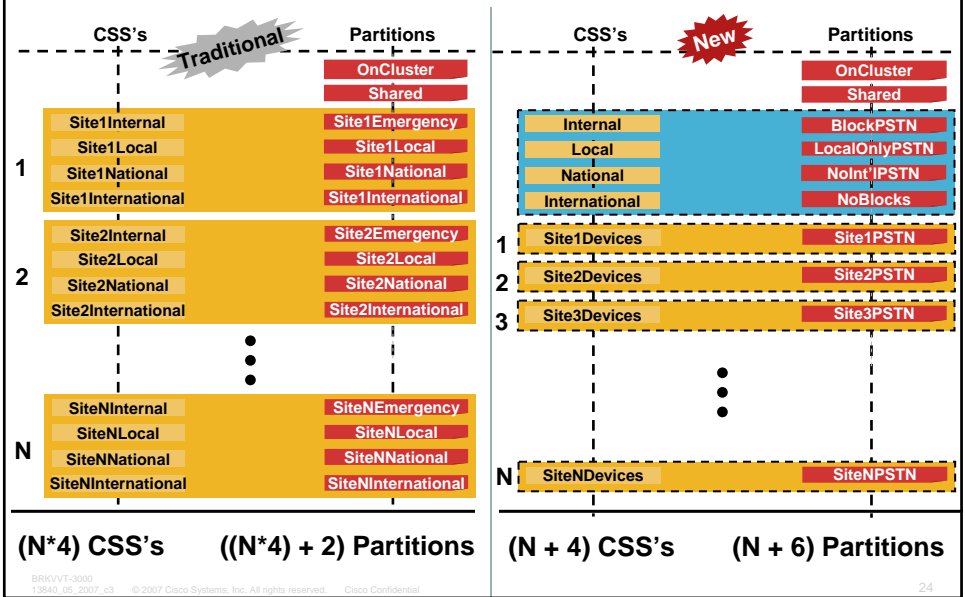 CSS's Traditional Partitions
OnCluster
Shared
1
Site1Internal Site1Emergency
Site1Local Site1Local
Site1National Site1National
Site1International Site1International
2
Site2Internal Site2Emergency
Site2Local Site2Local
Site2National Site2National
Site2International Site2International
N
SiteNInternal SiteNEmergency
SiteNLocal SiteNLocal
SiteNNational SiteNNational
SiteNInternational SiteNInternational
(N*4) CSS's ((N*4) + 2) Partitions
CSS's New Partitions
OnCluster
Shared
Internal BlockPSTN
Local LocalOnlyPSTN
National NoInt'lPSTN
International NoBlocks
1 Site1Devices Site1PSTN
2 Site2Devices Site2PSTN
3 Site3Devices Site3PSTN
N SiteNDevices SiteNPSTN
(N + 4) CSS's (N + 6) Partitions
BRKVVT-3000
13840_05_2007_c3 © 2007 Cisco Systems, Inc. All rights reserved. Cisco Confidential 24